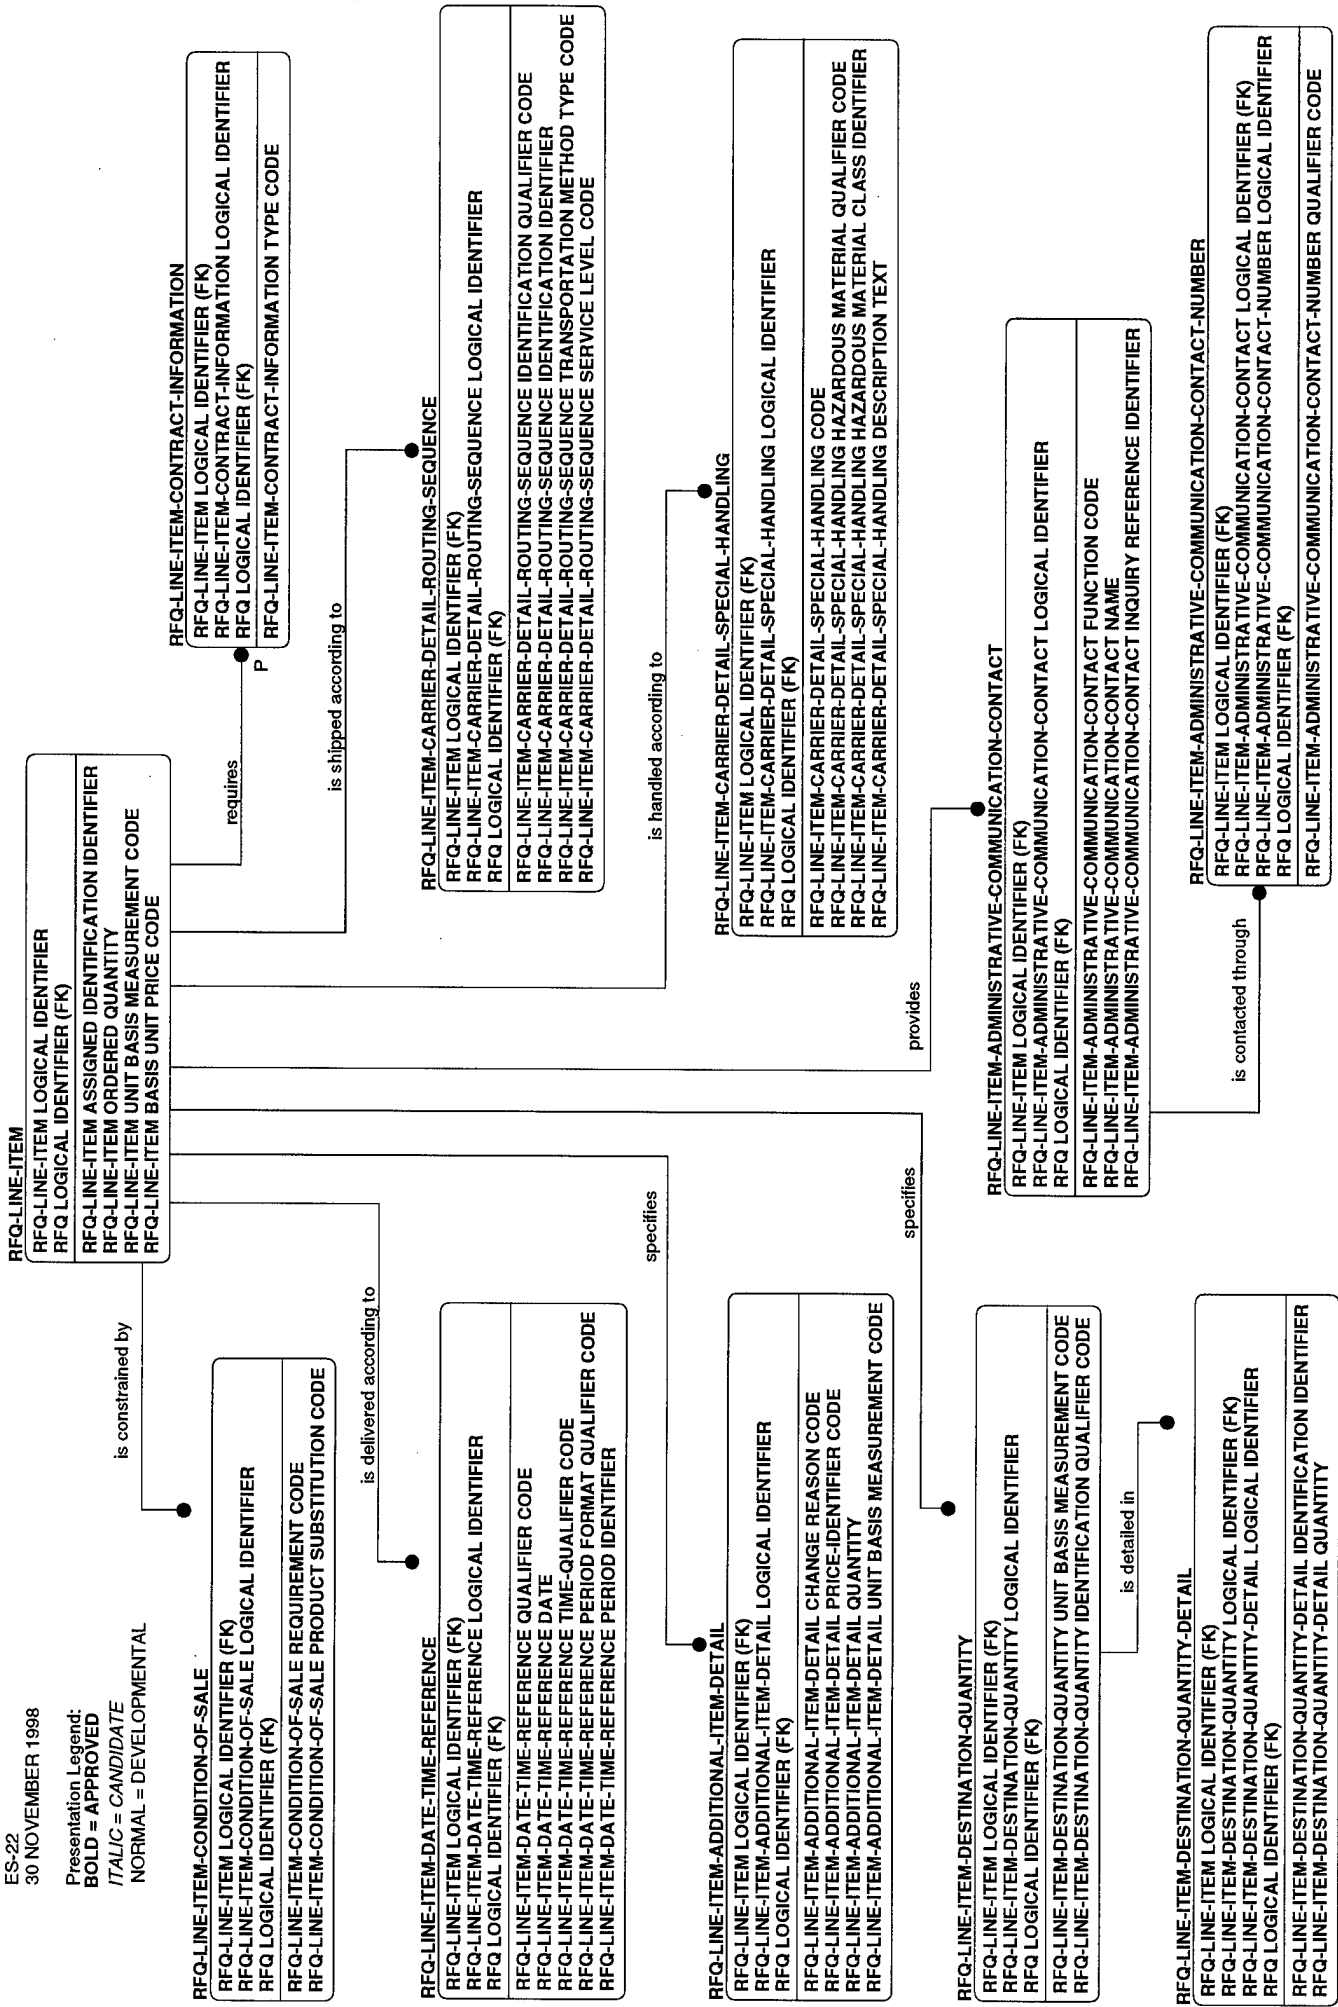 ES-22
30 NOVEMBER 1998
Presentation Legend:
BOLD = APPROVED
ITALIC = CANDIDATE
NORMAL = DEVELOPMENTAL
RFQ-LINE-ITEM
RFQ-LINE-ITEM LOGICAL IDENTIFIER
RFQ LOGICAL IDENTIFIER (FK)
RFQ-LINE-ITEM ASSIGNED IDENTIFICATION IDENTIFIER
RFQ-LINE-ITEM ORDERED QUANTITY
RFQ-LINE-ITEM UNIT BASIS MEASUREMENT CODE
RFQ-LINE-ITEM BASIS UNIT PRICE CODE
is constrained by
RFQ-LINE-ITEM-CONDITION-OF-SALE
RFQ-LINE-ITEM LOGICAL IDENTIFIER (FK)
RFQ-LINE-ITEM-CONDITION-OF-SALE LOGICAL IDENTIFIER
RFQ LOGICAL IDENTIFIER (FK)
RFQ-LINE-ITEM-CONDITION-OF-SALE REQUIREMENT CODE
RFQ-LINE-ITEM-CONDITION-OF-SALE PRODUCT SUBSTITUTION CODE
requires
P
RFQ-LINE-ITEM-CONTRACT-INFORMATION
RFQ-LINE-ITEM LOGICAL IDENTIFIER (FK)
RFQ-LINE-ITEM-CONTRACT-INFORMATION LOGICAL IDENTIFIER
RFQ LOGICAL IDENTIFIER (FK)
RFQ-LINE-ITEM-CONTRACT-INFORMATION TYPE CODE
is delivered according to
RFQ-LINE-ITEM-DATE-TIME-REFERENCE
RFQ-LINE-ITEM LOGICAL IDENTIFIER (FK)
RFQ-LINE-ITEM-DATE-TIME-REFERENCE LOGICAL IDENTIFIER
RFQ LOGICAL IDENTIFIER (FK)
RFQ-LINE-ITEM-DATE-TIME-REFERENCE QUALIFIER CODE
RFQ-LINE-ITEM-DATE-TIME-REFERENCE DATE
RFQ-LINE-ITEM-DATE-TIME-REFERENCE TIME-QUALIFIER CODE
RFQ-LINE-ITEM-DATE-TIME-REFERENCE PERIOD FORMAT QUALIFIER CODE
RFQ-LINE-ITEM-DATE-TIME-REFERENCE PERIOD IDENTIFIER
is shipped according to
RFQ-LINE-ITEM-CARRIER-DETAIL-ROUTING-SEQUENCE
RFQ-LINE-ITEM LOGICAL IDENTIFIER (FK)
RFQ-LINE-ITEM-CARRIER-DETAIL-ROUTING-SEQUENCE LOGICAL IDENTIFIER
RFQ LOGICAL IDENTIFIER (FK)
RFQ-LINE-ITEM-CARRIER-DETAIL-ROUTING-SEQUENCE IDENTIFICATION QUALIFIER CODE
RFQ-LINE-ITEM-CARRIER-DETAIL-ROUTING-SEQUENCE IDENTIFICATION IDENTIFIER
RFQ-LINE-ITEM-CARRIER-DETAIL-ROUTING-SEQUENCE TRANSPORTATION METHOD TYPE CODE
RFQ-LINE-ITEM-CARRIER-DETAIL-ROUTING-SEQUENCE SERVICE LEVEL CODE
specifies
RFQ-LINE-ITEM-ADDITIONAL-ITEM-DETAIL
RFQ-LINE-ITEM LOGICAL IDENTIFIER (FK)
RFQ-LINE-ITEM-ADDITIONAL-ITEM-DETAIL LOGICAL IDENTIFIER
RFQ LOGICAL IDENTIFIER (FK)
RFQ-LINE-ITEM-ADDITIONAL-ITEM-DETAIL CHANGE REASON CODE
RFQ-LINE-ITEM-ADDITIONAL-ITEM-DETAIL PRICE-IDENTIFIER CODE
RFQ-LINE-ITEM-ADDITIONAL-ITEM-DETAIL QUANTITY
RFQ-LINE-ITEM-ADDITIONAL-ITEM-DETAIL UNIT BASIS MEASUREMENT CODE
is handled according to
RFQ-LINE-ITEM-CARRIER-DETAIL-SPECIAL-HANDLING
RFQ-LINE-ITEM LOGICAL IDENTIFIER (FK)
RFQ-LINE-ITEM-CARRIER-DETAIL-SPECIAL-HANDLING LOGICAL IDENTIFIER
RFQ LOGICAL IDENTIFIER (FK)
RFQ-LINE-ITEM-CARRIER-DETAIL-SPECIAL-HANDLING CODE
RFQ-LINE-ITEM-CARRIER-DETAIL-SPECIAL-HANDLING HAZARDOUS MATERIAL QUALIFIER CODE
RFQ-LINE-ITEM-CARRIER-DETAIL-SPECIAL-HANDLING HAZARDOUS MATERIAL CLASS IDENTIFIER
RFQ-LINE-ITEM-CARRIER-DETAIL-SPECIAL-HANDLING DESCRIPTION TEXT
specifies
RFQ-LINE-ITEM-DESTINATION-QUANTITY
RFQ-LINE-ITEM LOGICAL IDENTIFIER (FK)
RFQ-LINE-ITEM-DESTINATION-QUANTITY LOGICAL IDENTIFIER
RFQ LOGICAL IDENTIFIER (FK)
RFQ-LINE-ITEM-DESTINATION-QUANTITY UNIT BASIS MEASUREMENT CODE
RFQ-LINE-ITEM-DESTINATION-QUANTITY IDENTIFICATION QUALIFIER CODE
provides
RFQ-LINE-ITEM-ADMINISTRATIVE-COMMUNICATION-CONTACT
RFQ-LINE-ITEM LOGICAL IDENTIFIER (FK)
RFQ-LINE-ITEM-ADMINISTRATIVE-COMMUNICATION-CONTACT LOGICAL IDENTIFIER
RFQ LOGICAL IDENTIFIER (FK)
RFQ-LINE-ITEM-ADMINISTRATIVE-COMMUNICATION-CONTACT FUNCTION CODE
RFQ-LINE-ITEM-ADMINISTRATIVE-COMMUNICATION-CONTACT NAME
RFQ-LINE-ITEM-ADMINISTRATIVE-COMMUNICATION-CONTACT INQUIRY REFERENCE IDENTIFIER
is detailed in
RFQ-LINE-ITEM-DESTINATION-QUANTITY-DETAIL
RFQ-LINE-ITEM LOGICAL IDENTIFIER (FK)
RFQ-LINE-ITEM-DESTINATION-QUANTITY LOGICAL IDENTIFIER (FK)
RFQ-LINE-ITEM-DESTINATION-QUANTITY-DETAIL LOGICAL IDENTIFIER
RFQ LOGICAL IDENTIFIER (FK)
RFQ-LINE-ITEM-DESTINATION-QUANTITY-DETAIL IDENTIFICATION IDENTIFIER
RFQ-LINE-ITEM-DESTINATION-QUANTITY-DETAIL QUANTITY
is contacted through
RFQ-LINE-ITEM-ADMINISTRATIVE-COMMUNICATION-CONTACT-NUMBER
RFQ-LINE-ITEM LOGICAL IDENTIFIER (FK)
RFQ-LINE-ITEM-ADMINISTRATIVE-COMMUNICATION-CONTACT LOGICAL IDENTIFIER (FK)
RFQ-LINE-ITEM-ADMINISTRATIVE-COMMUNICATION-CONTACT-NUMBER LOGICAL IDENTIFIER
RFQ LOGICAL IDENTIFIER (FK)
RFQ-LINE-ITEM-ADMINISTRATIVE-COMMUNICATION-CONTACT-NUMBER QUALIFIER CODE